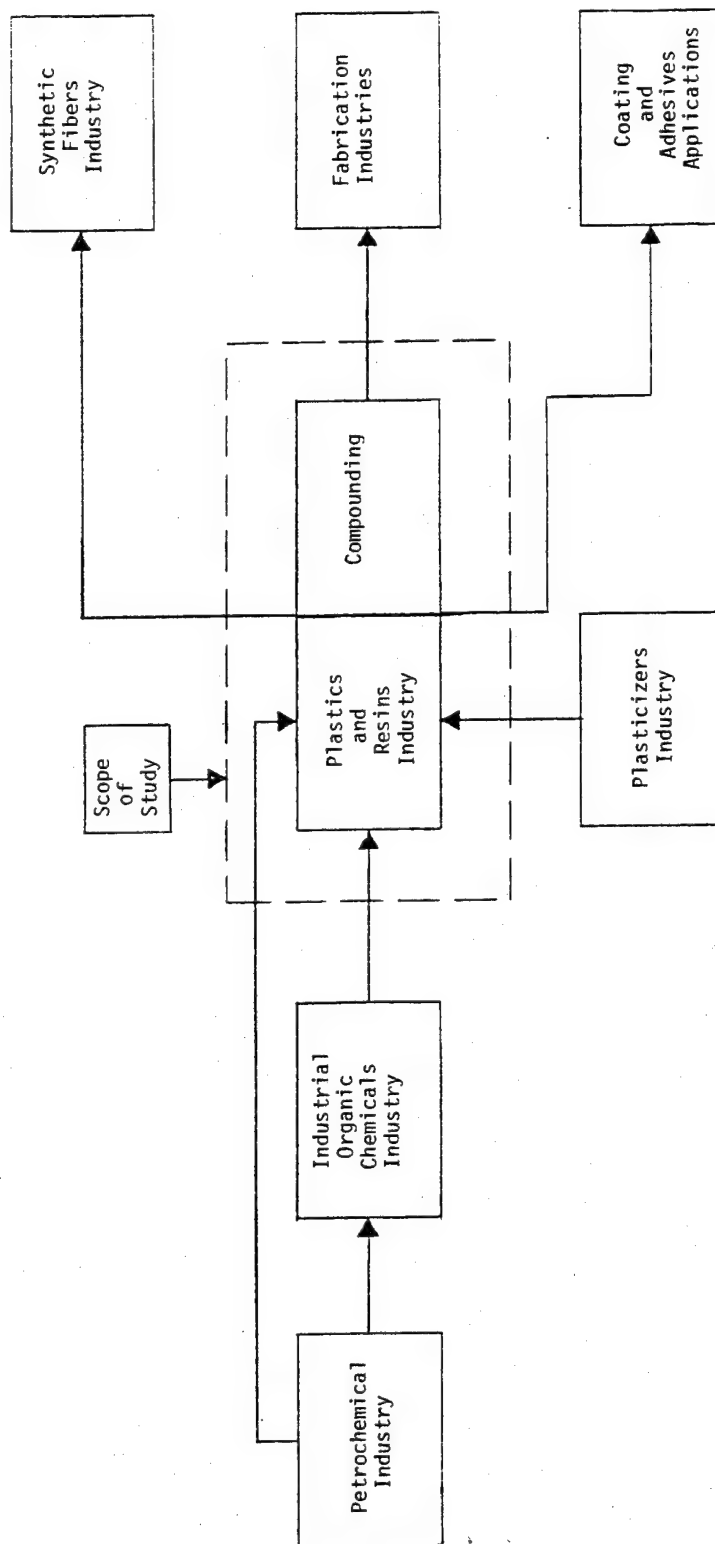 Petrochemical
Industry
Industrial
Organic
Chemicals
Industry
Scope
of
Study
Plastics
and
Resins
Industry
Compounding
Plasticizers
Industry
Synthetic
Fibers
Industry
Fabrication
Industries
Coating
and
Adhesives
Applications